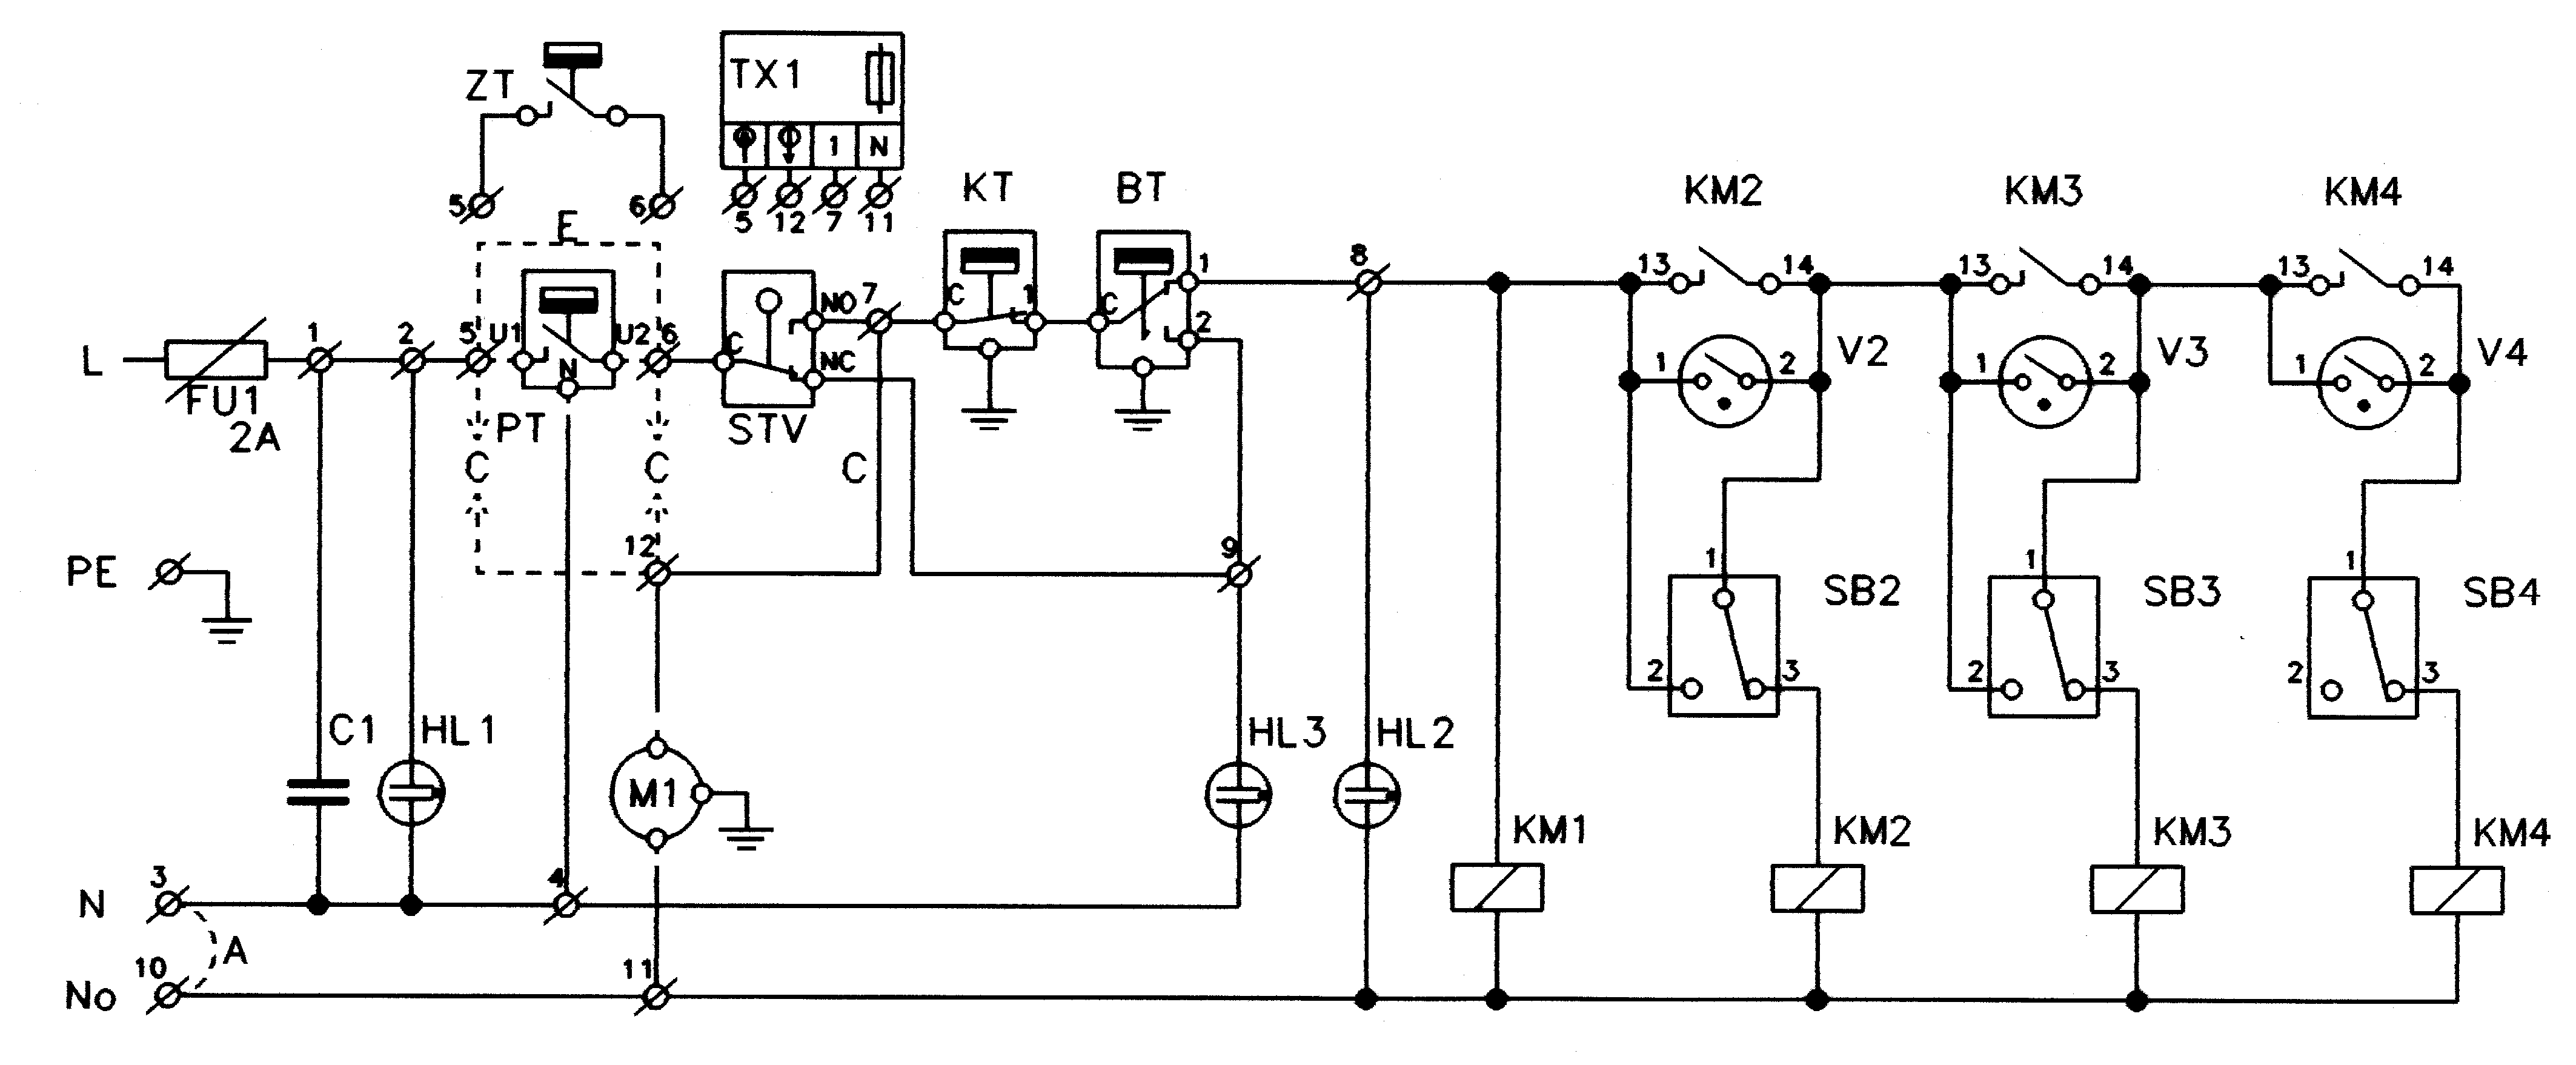 ZT
5 6
TX1
1 N
5 12 7 11
KT
C 1
BT
C 1
2
8
E
L
FU1
2A
1
2
5 U1
N
U2 6
PT
C
C
C NO
NC
STV
7
C
12
9
PE
C1
HL1
M1
HL3
HL2
N
3
4
A
No
10
11
KM1
KM2
13 14
1 2
V2
1
SB2
2 3
KM2
KM3
13 14
1 2
V3
1
SB3
2 3
KM3
KM4
13 14
1 2
V4
1
SB4
2 3
KM4